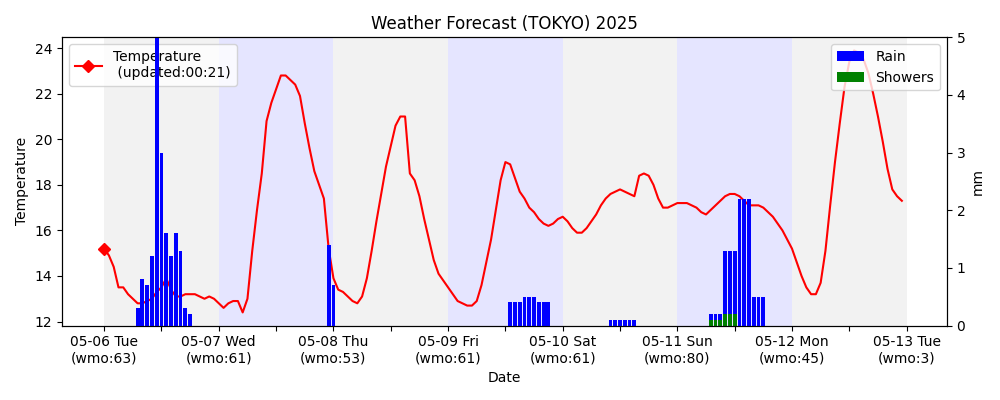 Weather Forecast (TOKYO) 2025
Temperature
(updated:00:21)
Rain
Showers
24
22
20
18
16
14
12
Temperature
5
4
3
2
1
0
mm
05-06 Tue
(wmo:63)
05-07 Wed
(wmo:61)
05-08 Thu
(wmo:53)
05-09 Fri
(wmo:61)
05-10 Sat
(wmo:61)
05-11 Sun
(wmo:80)
05-12 Mon
(wmo:45)
05-13 Tue
(wmo:3)
Date